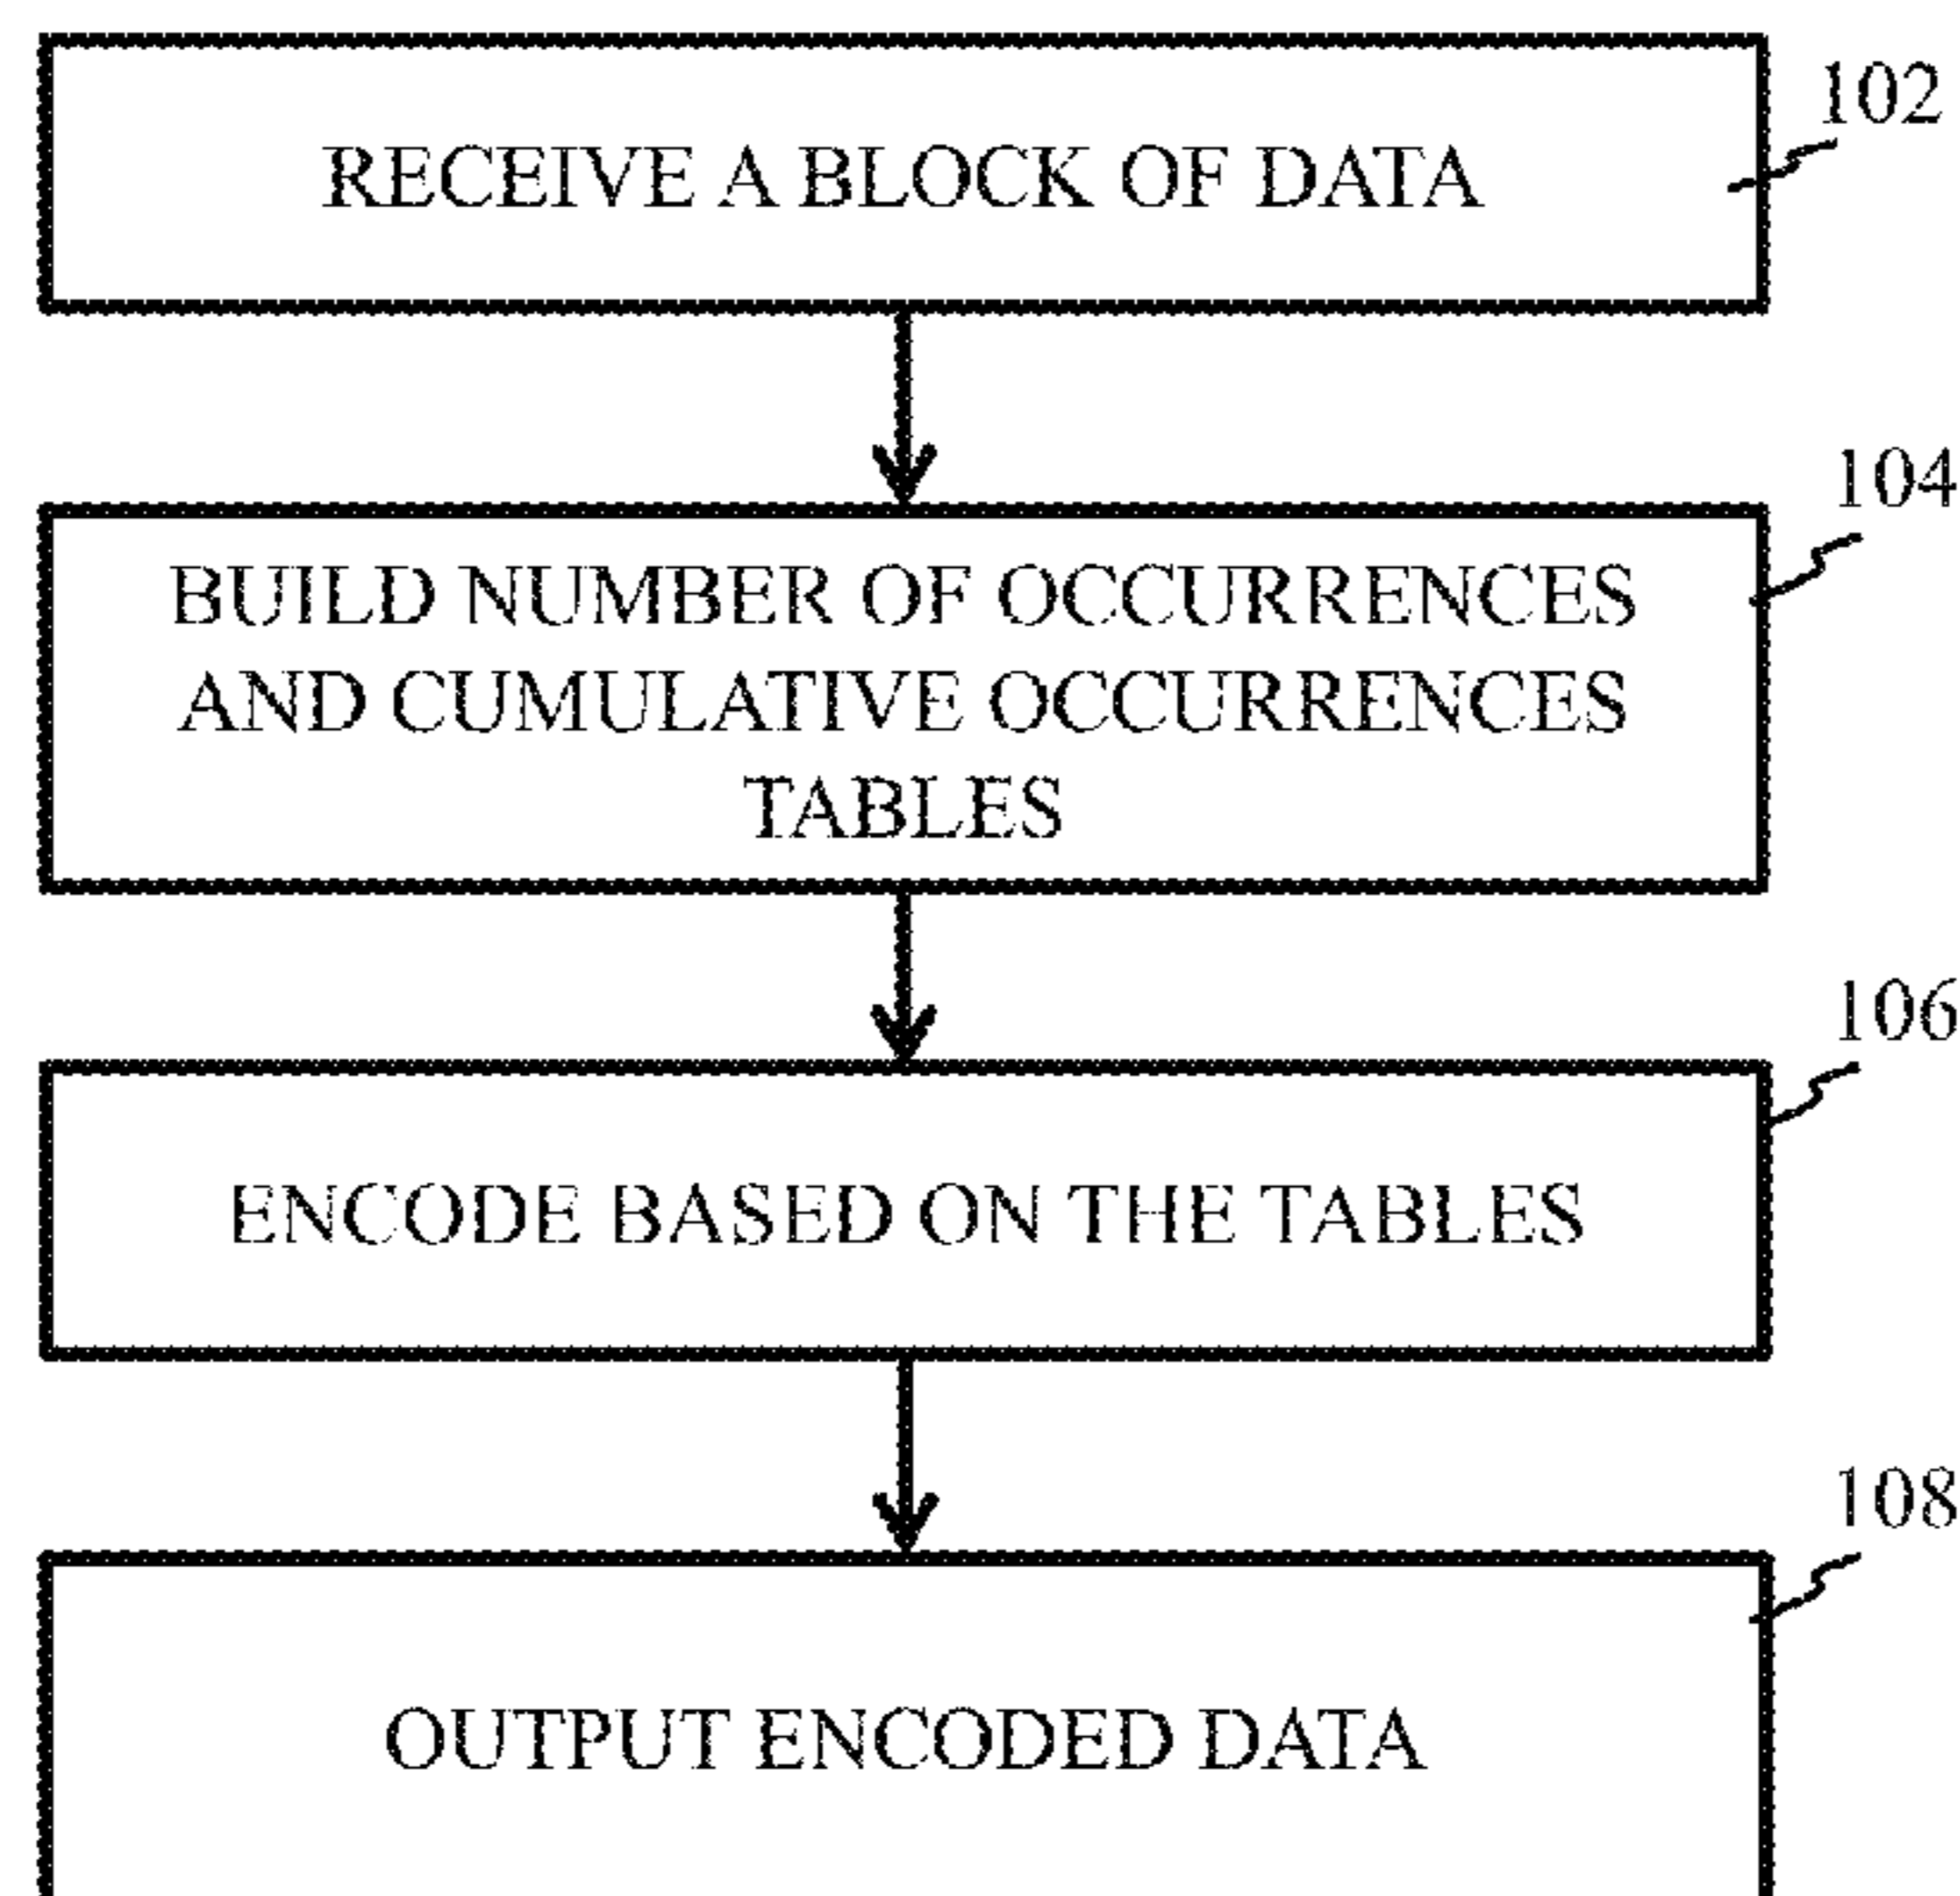 102
RECEIVE A BLOCK OF DATA
104
BUILD NUMBER OF OCCURRENCES
AND CUMULATIVE OCCURRENCES
TABLES
106
ENCODE BASED ON THE TABLES
108
OUTPUT ENCODED DATA